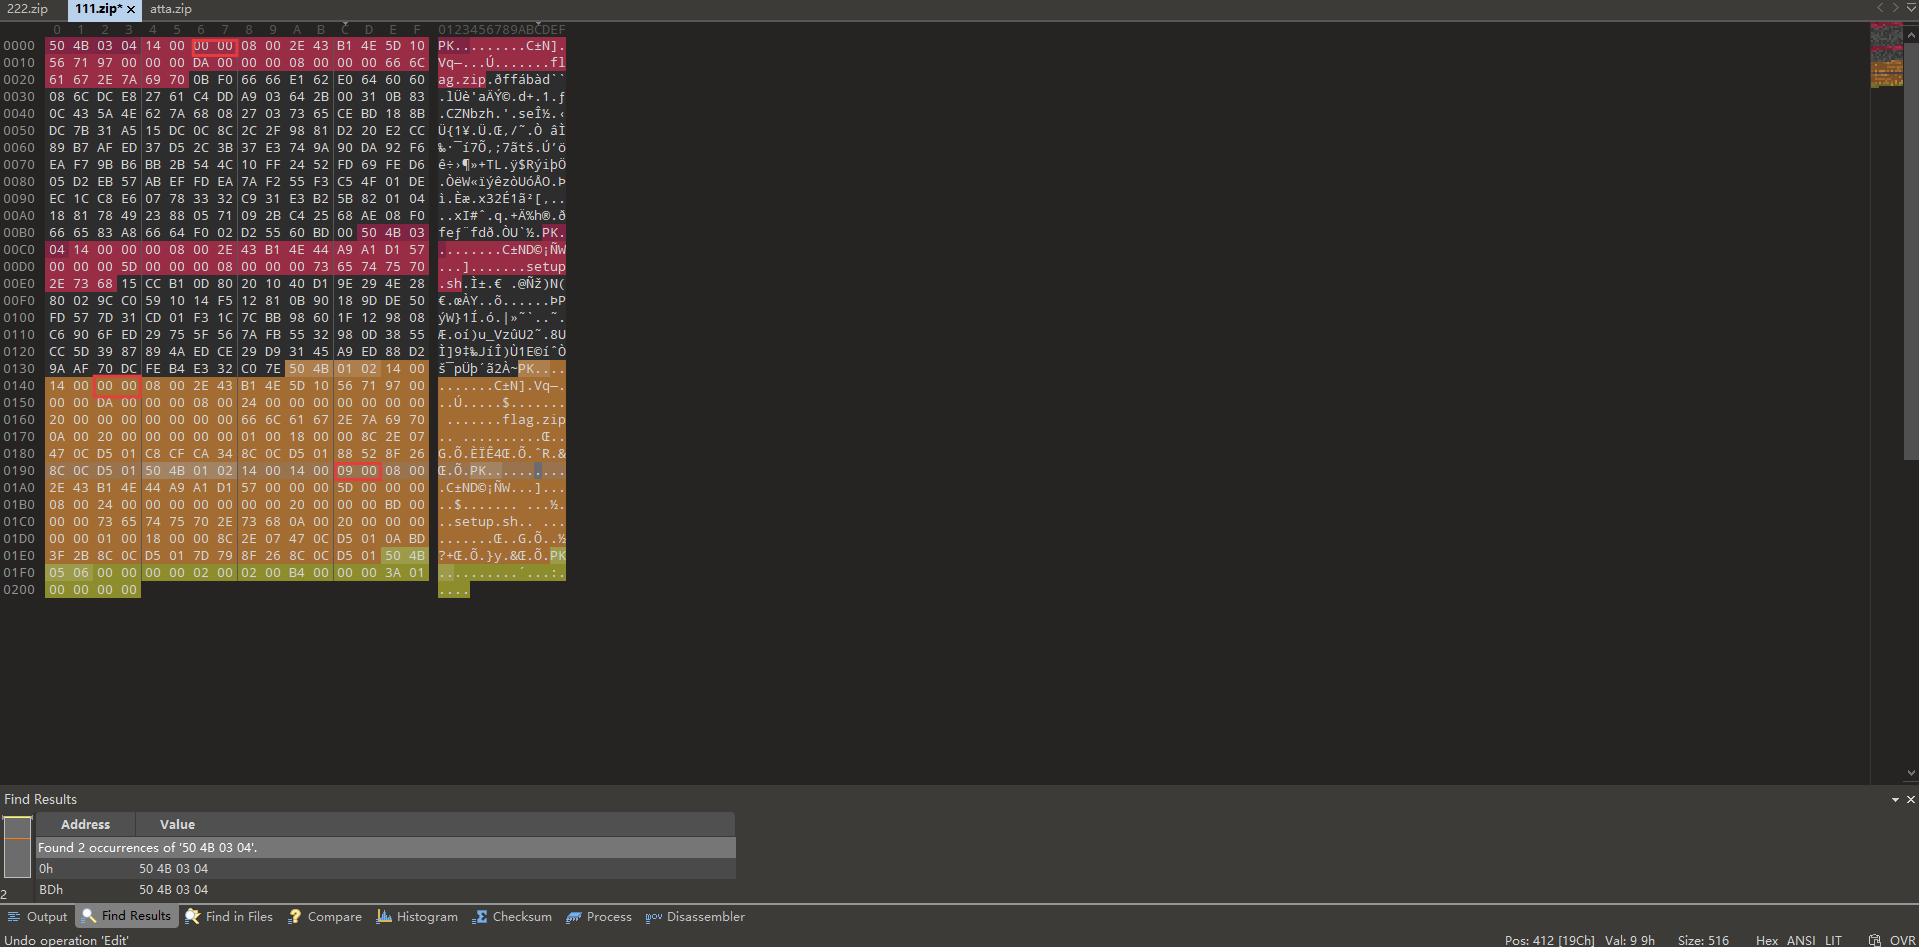 222.zip 111.zip* × atta.zip
0 1 2 3 4 5 6 7 8 9 A B C D E F 0123456789ABCDEF
0000 50 4B 03 04 14 00 00 00 08 00 2E 43 B1 4E 5D 10 PK.........C±N].
0010 56 71 97 00 00 00 DA 00 00 00 08 00 00 00 66 6C Vq—...Ú.......fl
0020 61 67 2E 7A 69 70 0B F0 66 66 E1 62 E0 64 60 60 ag.zip.ðffábàd``
0030 08 6C DC E8 27 61 C4 DD A9 03 64 2B 00 31 0B 83 .lÜè'aÄÝ©.d+.1.ƒ
0040 0C 43 5A 4E 62 7A 68 08 27 03 73 65 CE BD 18 8B .CZNbzh.'.seÎ½.‹
0050 DC 7B 31 A5 15 DC 0C 8C 2C 2F 98 81 D2 20 E2 CC Ü{1¥.Ü.Œ,/˜.Ò âÌ
0060 89 B7 AF ED 37 D5 2C 3B 37 E3 74 9A 90 DA 92 F6 ‰·¯í7Õ,;7ãtš.Ú’ö
0070 EA F7 9B B6 BB 2B 54 4C 10 FF 24 52 FD 69 FE D6 ê÷›¶»+TL.ÿ$RýiþÖ
0080 05 D2 EB 57 AB EF FD EA 7A F2 55 F3 C5 4F 01 DE .ÒëW«ïýêzòUóÅO.Þ
0090 EC 1C C8 E6 07 78 33 32 C9 31 E3 B2 5B 82 01 04 ì.Èæ.x32É1ã²[‚..
00A0 18 81 78 49 23 88 05 71 09 2B C4 25 68 AE 08 F0 ..xI#ˆ.q.+Ä%h®.ð
00B0 66 65 83 A8 66 64 F0 02 D2 55 60 BD 00 50 4B 03 feƒ¨fdð.ÒU`½.PK.
00C0 04 14 00 00 00 08 00 2E 43 B1 4E 44 A9 A1 D1 57 ........C±ND©¡ÑW
00D0 00 00 00 5D 00 00 00 08 00 00 00 73 65 74 75 70 ...].......setup
00E0 2E 73 68 15 CC B1 0D 80 20 10 40 D1 9E 29 4E 28 .sh.Ì±.€ .@Ñž)N(
00F0 80 02 9C C0 59 10 14 F5 12 81 0B 90 18 9D DE 50 €.œÀY..õ......ÞP
0100 FD 57 7D 31 CD 01 F3 1C 7C BB 98 60 1F 12 98 08 ýW}1Í.ó.|»˜`..˜.
0110 C6 90 6F ED 29 75 5F 56 7A FB 55 32 98 0D 38 55 Æ.oí)u_VzûU2˜.8U
0120 CC 5D 39 87 89 4A ED CE 29 D9 31 45 A9 ED 88 D2 Ì]9‡‰JíÎ)Ù1E©íˆÒ
0130 9A AF 70 DC FE B4 E3 32 C0 7E 50 4B 01 02 14 00 š¯pÜþ´ã2À~PK....
0140 14 00 00 00 08 00 2E 43 B1 4E 5D 10 56 71 97 00 .......C±N].Vq—.
0150 00 00 DA 00 00 00 08 00 24 00 00 00 00 00 00 00 ..Ú.....$.......
0160 20 00 00 00 00 00 00 00 66 6C 61 67 2E 7A 69 70 .......flag.zip
0170 0A 00 20 00 00 00 00 00 01 00 18 00 00 8C 2E 07 .. ..........Œ..
0180 47 0C D5 01 C8 CF CA 34 8C 0C D5 01 88 52 8F 26 G.Õ.ÈÏÊ4Œ.Õ.ˆR.&
0190 8C 0C D5 01 50 4B 01 02 14 00 14 00 09 00 08 00 Œ.Õ.PK..........
01A0 2E 43 B1 4E 44 A9 A1 D1 57 00 00 00 5D 00 00 00 .C±ND©¡ÑW...]...
01B0 08 00 24 00 00 00 00 00 00 00 20 00 00 00 BD 00 ..$....... ...½.
01C0 00 00 73 65 74 75 70 2E 73 68 0A 00 20 00 00 00 ..setup.sh.. ...
01D0 00 00 01 00 18 00 00 8C 2E 07 47 0C D5 01 0A BD .......Œ..G.Õ..½
01E0 3F 2B 8C 0C D5 01 7D 79 8F 26 8C 0C D5 01 50 4B ?+Œ.Õ.}y.&Œ.Õ.PK
01F0 05 06 00 00 00 00 02 00 02 00 B4 00 00 00 3A 01 ..........´...:.
0200 00 00 00 00 ....
Find Results
Address Value
Found 2 occurrences of '50 4B 03 04'.
0h 50 4B 03 04
BDh 50 4B 03 04
2
Output Find Results Find in Files Compare Histogram Checksum Process Disassembler
Undo operation 'Edit' Pos: 412 [19Ch] Val: 9 9h Size: 516 Hex ANSI LIT OVR